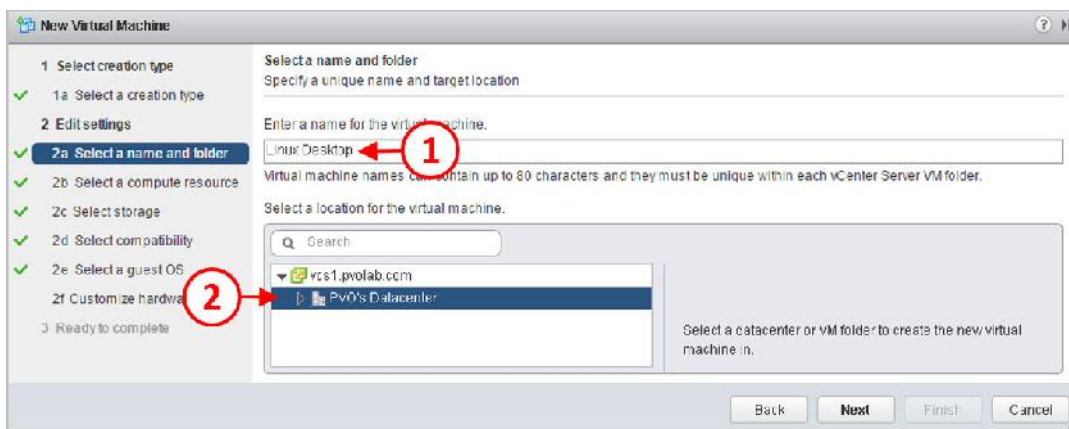 New Virtual Machine
1 Select creation type
1a Select a creation type
2 Edit settings
2a Select a name and folder
2b Select a compute resource
2c Select storage
2d Select compatibility
2e Select a guest OS
2f Customize hardwa
3 Ready to complete
Select a name and folder
Specify a unique name and target location
Enter a name for the virtual machine.
Linux Desktop
1
Virtual machine names can contain up to 80 characters and they must be unique within each vCenter Server VM folder.
Select a location for the virtual machine.
Search
vcs1.pvolab.com
2
PvO's Datacenter
Select a datacenter or VM folder to create the new virtual
machine in.
Back
Next
Finish
Cancel